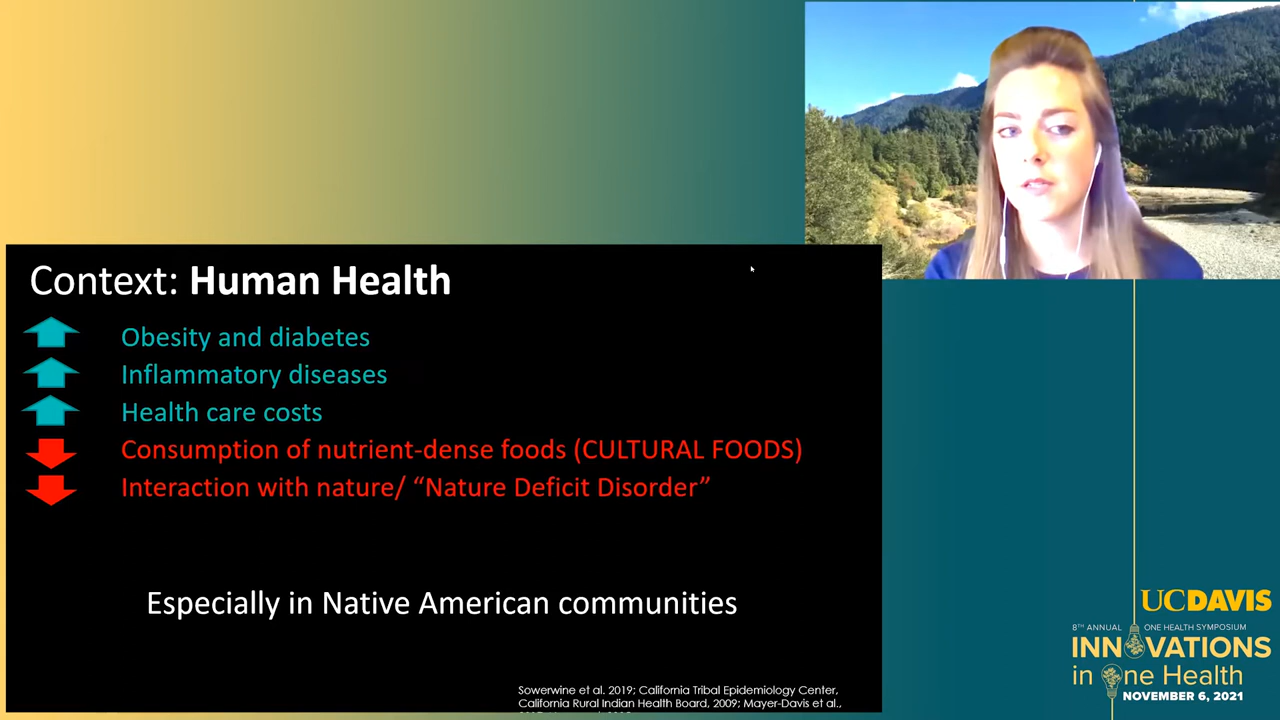 Context: Human Health
Obesity and diabetes
Inflammatory diseases
Health care costs
Consumption of nutrient-dense foods (CULTURAL FOODS)
Interaction with nature/ “Nature Deficit Disorder”
Especially in Native American communities
Sowerwine et al. 2019; California Tribal Epidemiology Center,
California Rural Indian Health Board, 2009; Mayer-Davis et al.,
UCDAVIS
8TH ANNUAL ONE HEALTH SYMPOSIUM
INNOVATIONS
in One Health
NOVEMBER 6, 2021